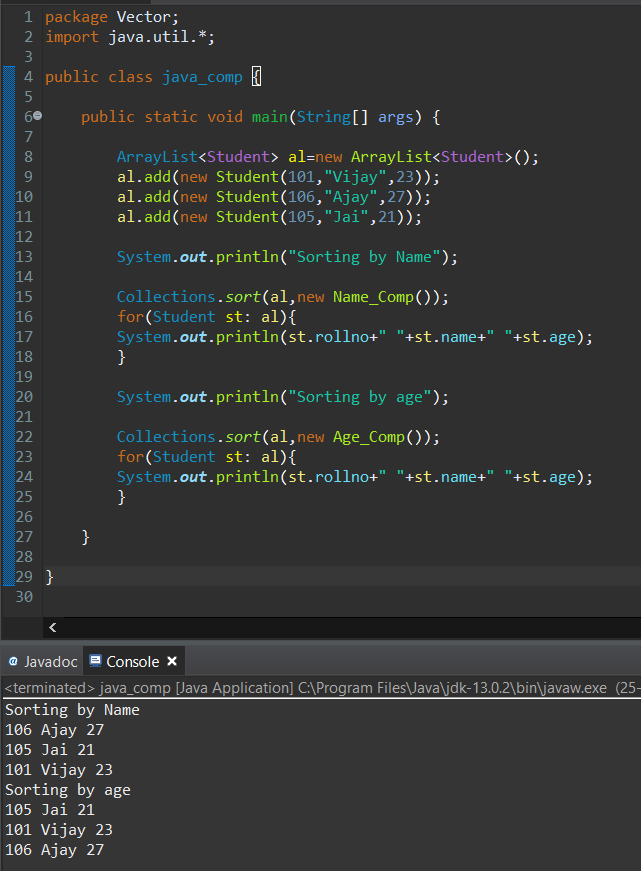 1 package Vector;
2 import java.util.*;
3
4 public class java_comp {
5
6     public static void main(String[] args) {
7
8         ArrayList<Student> al=new ArrayList<Student>();
9         al.add(new Student(101,"Vijay",23));
10         al.add(new Student(106,"Ajay",27));
11         al.add(new Student(105,"Jai",21));
12
13         System.out.println("Sorting by Name");
14
15         Collections.sort(al,new Name_Comp());
16         for(Student st: al){
17         System.out.println(st.rollno+" "+st.name+" "+st.age);
18         }
19
20         System.out.println("Sorting by age");
21
22         Collections.sort(al,new Age_Comp());
23         for(Student st: al){
24         System.out.println(st.rollno+" "+st.name+" "+st.age);
25         }
26
27     }
28
29 }
30
@ Javadoc Console
<terminated> java_comp [Java Application] C:\Program Files\Java\jdk-13.0.2\bin\javaw.exe (25-
Sorting by Name
106 Ajay 27
105 Jai 21
101 Vijay 23
Sorting by age
105 Jai 21
101 Vijay 23
106 Ajay 27